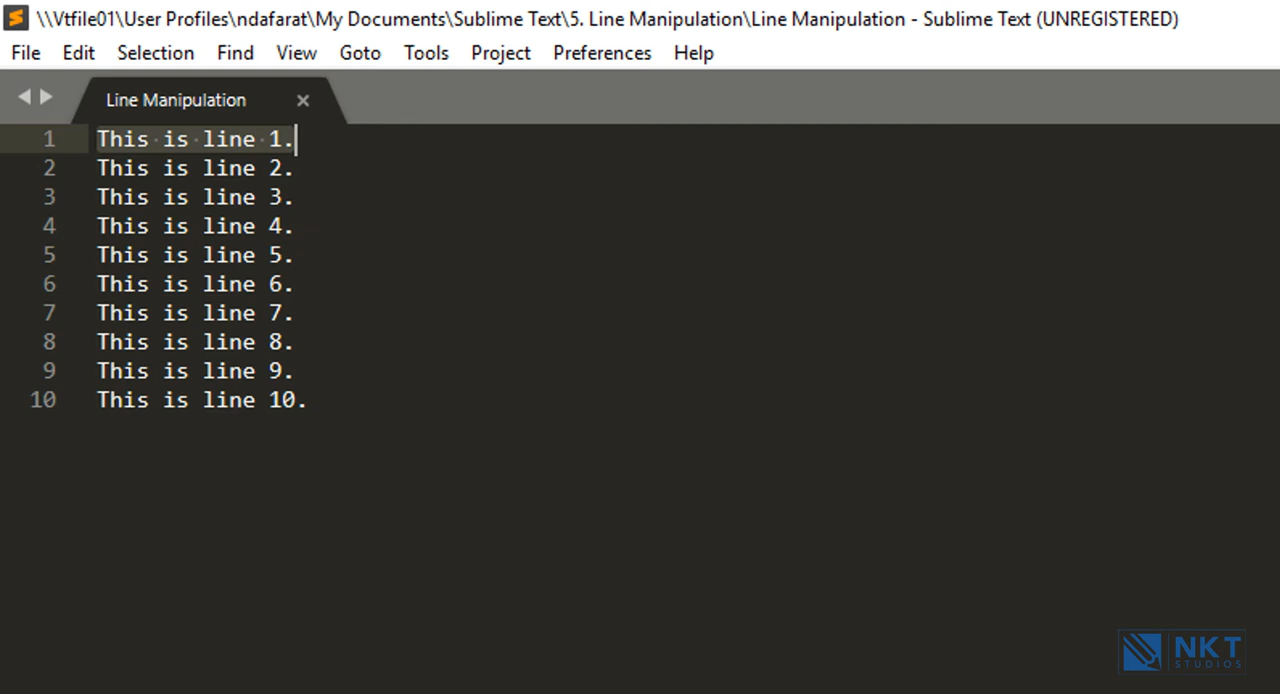 \\Vtfile01\User Profiles\ndafarat\My Documents\Sublime Text\5. Line Manipulation\Line Manipulation - Sublime Text (UNREGISTERED)
File Edit Selection Find View Goto Tools Project Preferences Help
Line Manipulation ×
1 This is line 1.
2 This is line 2.
3 This is line 3.
4 This is line 4.
5 This is line 5.
6 This is line 6.
7 This is line 7.
8 This is line 8.
9 This is line 9.
10 This is line 10.
NKT
STUDIOS